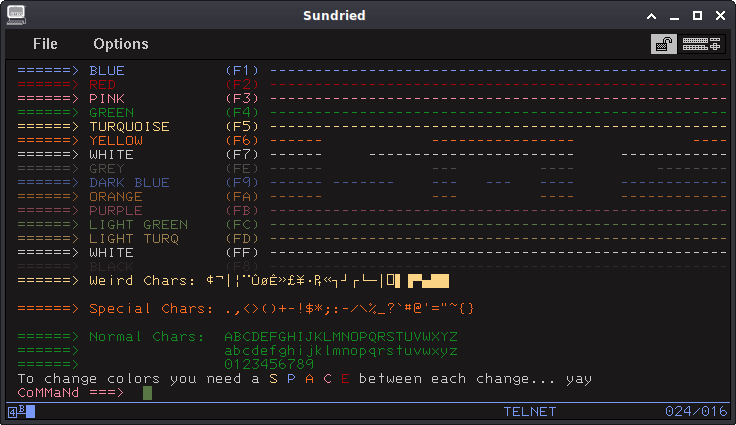 Sundried
File Options
======> BLUE (F1) ----------------------------------------------------------
======> RED (F2) ----------------------------------------------------------
======> PINK (F3) ----------------------------------------------------------
======> GREEN (F4) ----------------------------------------------------------
======> TURQUOISE (F5) ----------------------------------------------------------
======> YELLOW (F6) ------- ------------------ ----
======> WHITE (F7) ------- -------------------------- --------------
======> GREY (FE) --- ---
======> DARK BLUE (F9) ------ -------- --- --- ---- --------------
======> ORANGE (FA) --- ---
======> PURPLE (FB) ----------------------------------------------------------
======> LIGHT GREEN (FC) ----------------------------------------------------------
======> LIGHT TURQ (FD) ----------------------------------------------------------
======> WHITE (FF) ----------------------------------------------------------
======> BLACK (F8)
======> Weird Chars: ¢¬|¦¨ÛøÊ»£¥·₧«┐┘┌└─│
======> Special Chars: .,<>()+-!$*;:-/\%_?`#@'="~{}
======> Normal Chars: ABCDEFGHIJKLMNOPQRSTUVWXYZ
======> abcdefghijklmnopqrstuvwxyz
======> 0123456789
To change colors you need a S P A C E between each change... yay
CoMMaNd ===>
4 B TELNET 024/016